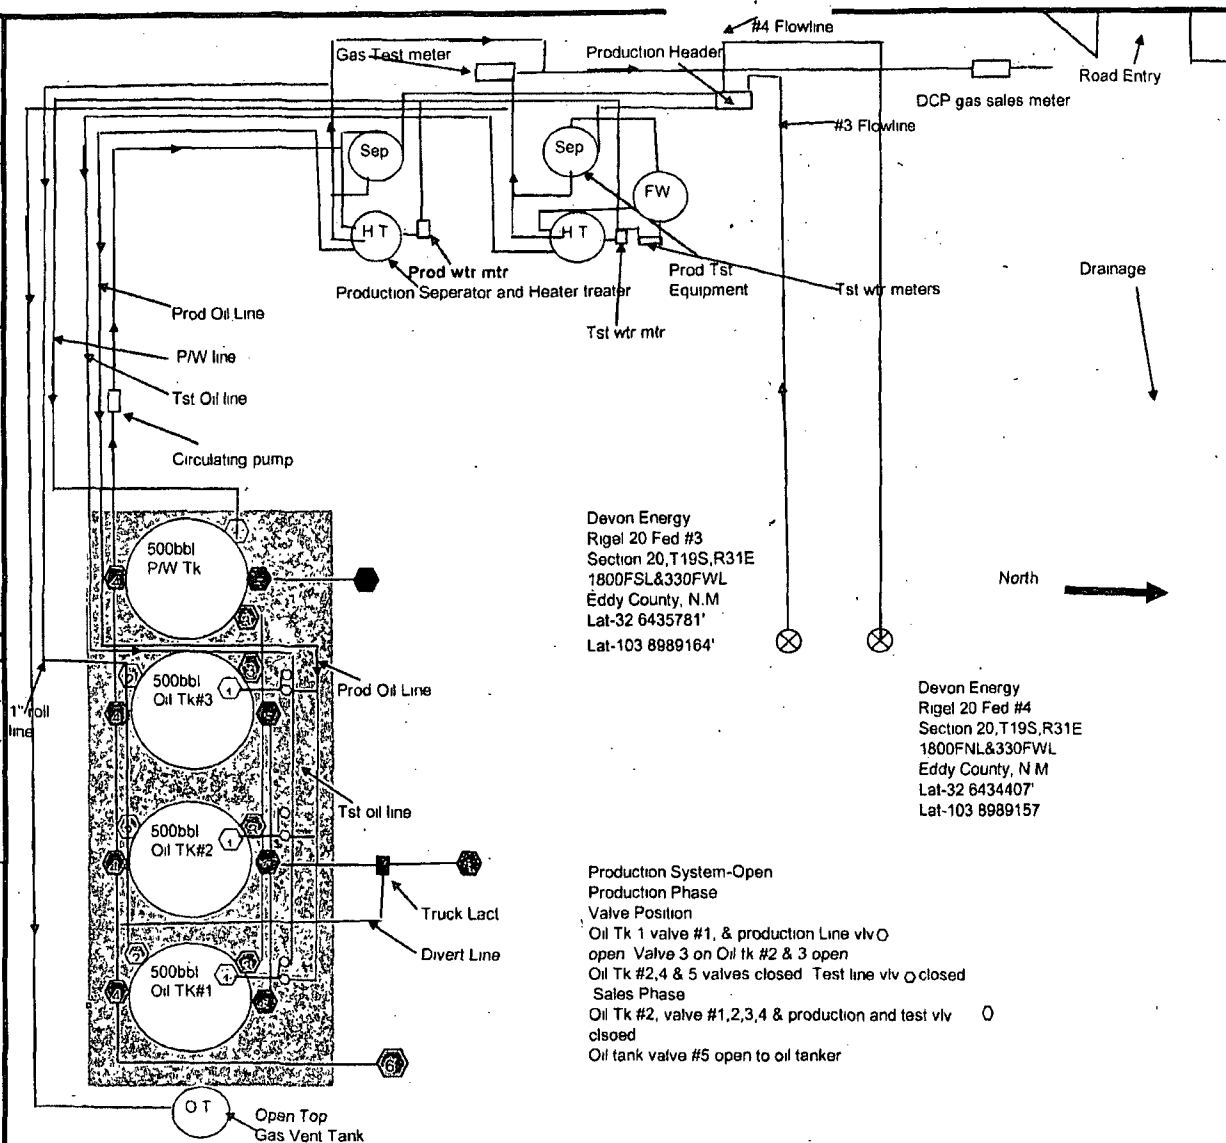 #4 Flowline
Gas Test meter
Production Header
Road Entry
DCP gas sales meter
#3 Flowline
Sep
Sep
FW
H T
H T
Prod wtr mtr
Production Seperator and Heater treater
Prod Tst
Equipment
Tst wtr meters
Drainage
Tst wtr mtr
Prod Oil Line
P/W line
Tst Oil line
Circulating pump
500bbl
P/W Tk
Devon Energy
Rigel 20 Fed #3
Section 20,T19S,R31E
1800FSL&330FWL
Eddy County, N.M
Lat-32 6435781'
Lat-103 8989164'
North
500bbl
Oil Tk#3
1
Prod Oil Line
1" roll
line
Devon Energy
Rigel 20 Fed #4
Section 20,T19S,R31E
1800FNL&330FWL
Eddy County, N M
Lat-32 6434407'
Lat-103 8989157
Tst oil line
500bbl
Oil TK#2
1
Truck Lact
Divert Line
Production System-Open
Production Phase
Valve Position
Oil Tk 1 valve #1, & production Line vlv
open Valve 3 on Oil tk #2 & 3 open
Oil Tk #2,4 & 5 valves closed Test line vlv closed
Sales Phase
Oil Tk #2, valve #1,2,3,4 & production and test vlv
clsoed
Oil tank valve #5 open to oil tanker
500bbl
Oil TK#1
1
6
O T
Open Top
Gas Vent Tank